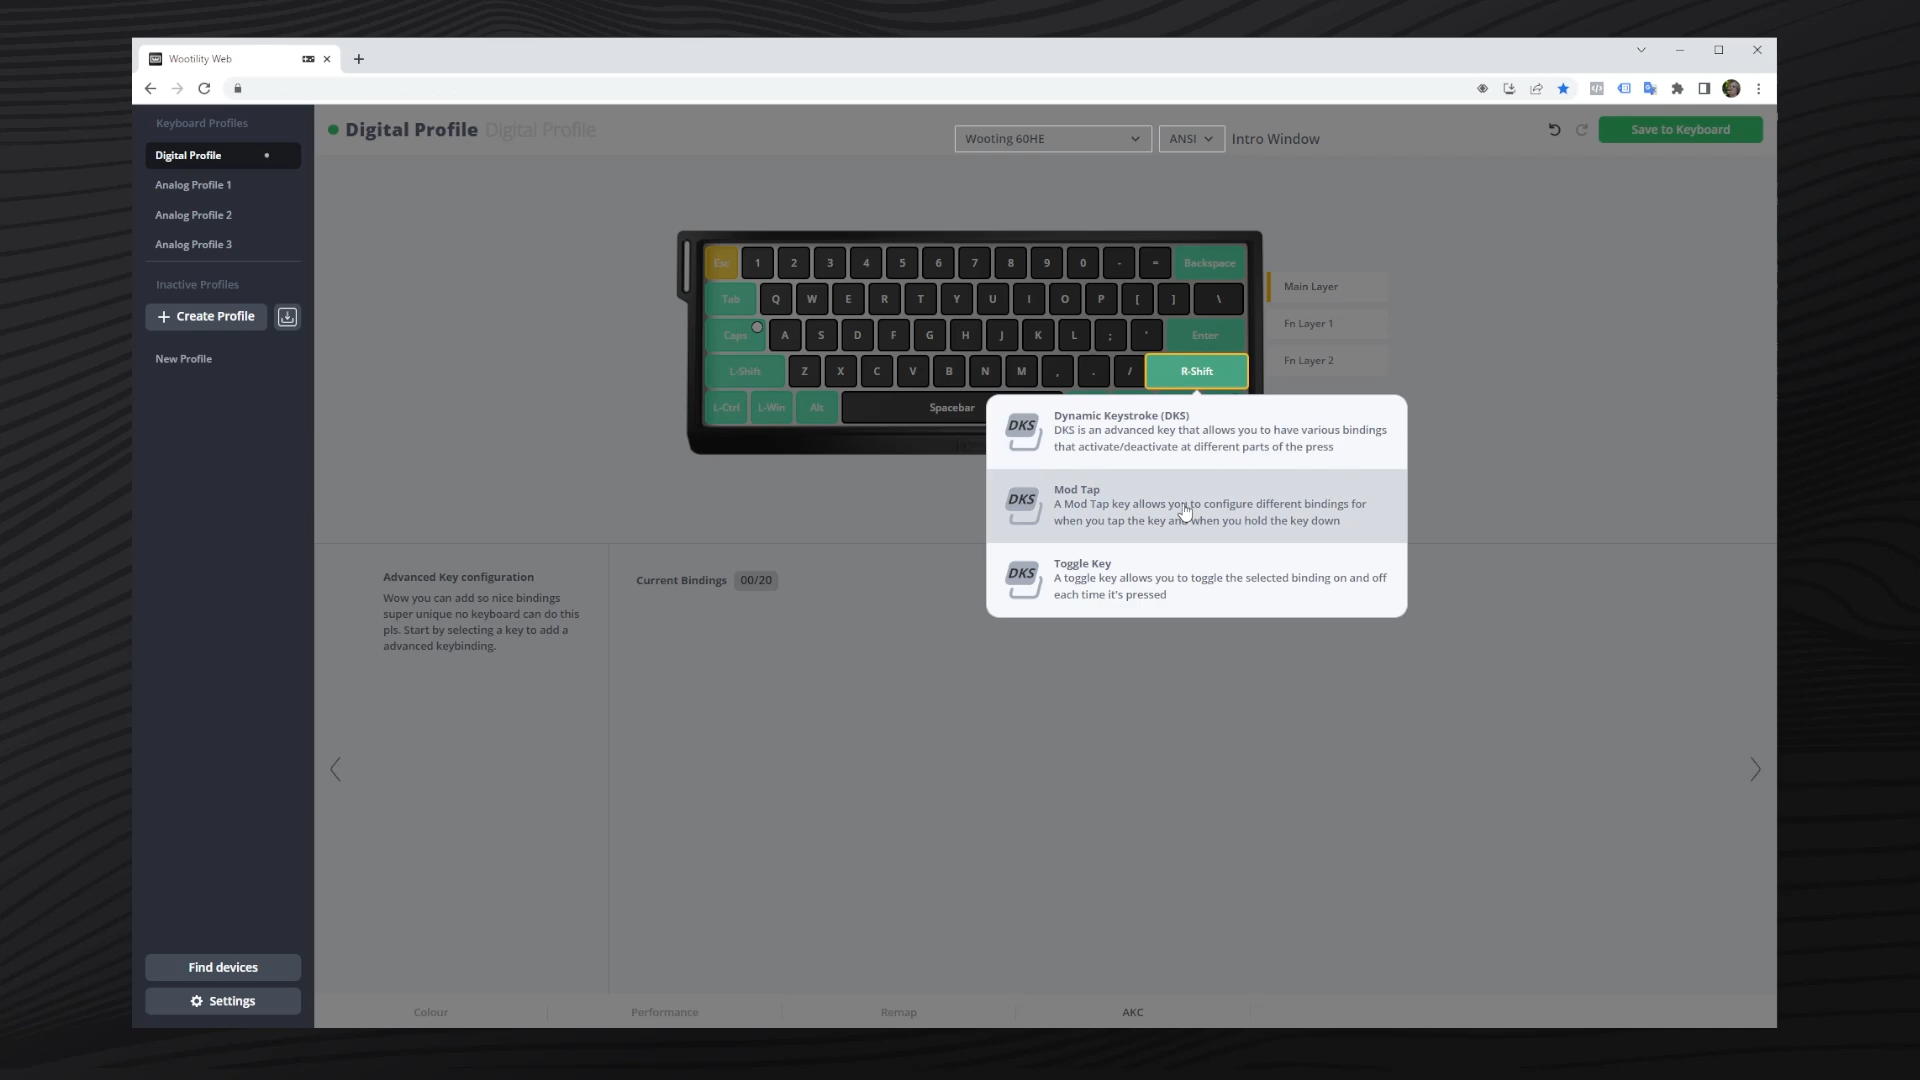 Wootility Web
Keyboard Profiles
Digital Profile
Analog Profile 1
Analog Profile 2
Analog Profile 3
Inactive Profiles
Create Profile
New Profile
Find devices
Settings
Digital Profile Digital Profile
Wooting 60HE
ANSI
Intro Window
Save to Keyboard
Esc 1 2 3 4 5 6 7 8 9 0 - = Backspace
Tab Q W E R T Y U I O P [ ] \
Caps A S D F G H J K L ; ' Enter
L-Shift Z X C V B N M , . / R-Shift
L-Ctrl L-Win Alt Spacebar
Main Layer
Fn Layer 1
Fn Layer 2
DKS
Dynamic Keystroke (DKS)
DKS is an advanced key that allows you to have various bindings
that activate/deactivate at different parts of the press
DKS
Mod Tap
A Mod Tap key allows you to configure different bindings for
when you tap the key and when you hold the key down
DKS
Toggle Key
A toggle key allows you to toggle the selected binding on and off
each time it's pressed
Advanced Key configuration
Wow you can add so nice bindings
super unique no keyboard can do this
pls. Start by selecting a key to add a
advanced keybinding.
Current Bindings 00/20
Colour
Performance
Remap
AKC